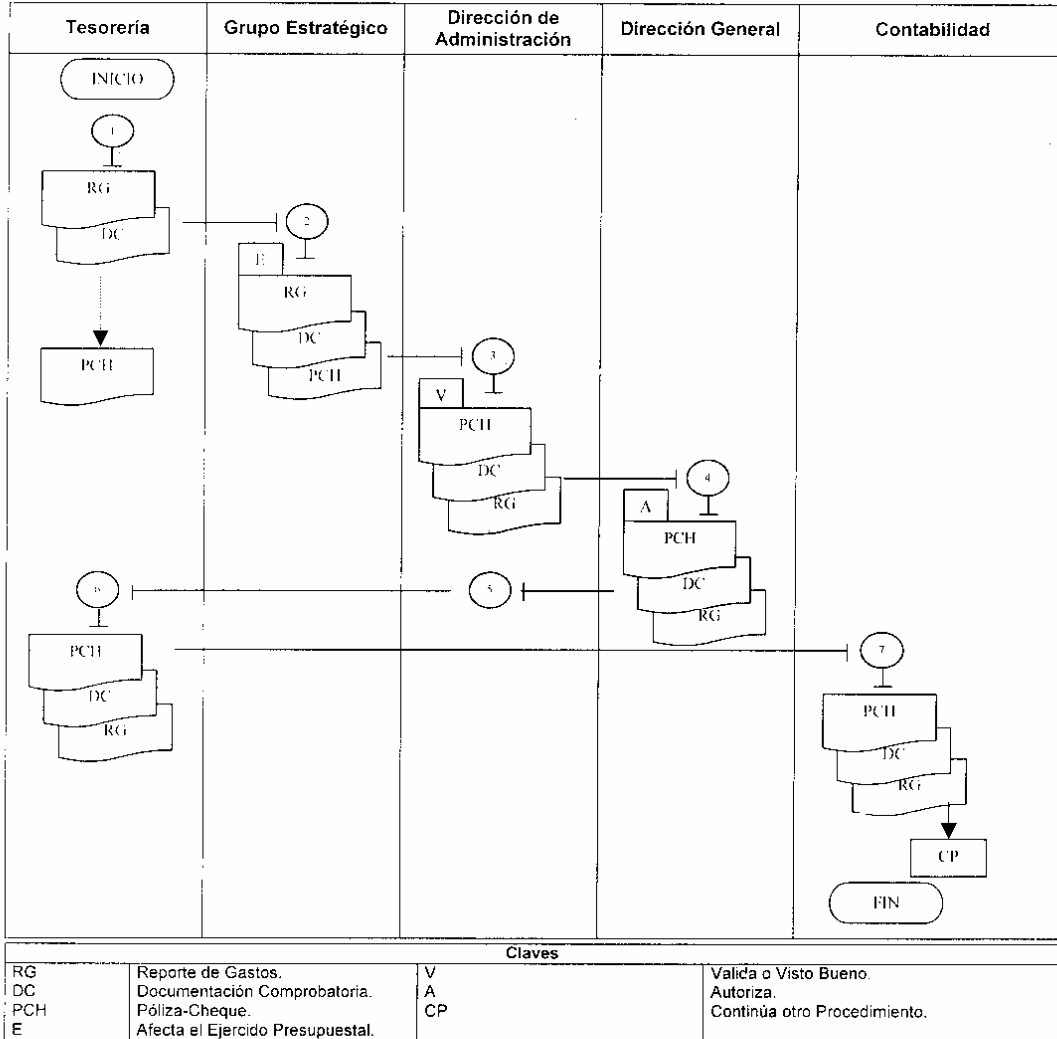 Tesorería
Grupo Estratégico
Dirección de
Administración
Dirección General
Contabilidad
INICIO
1
RG
DC
PCH
2
E
RG
DC
PCH
3
V
PCH
DC
RG
4
A
PCH
DC
RG
5
6
PCH
DC
RG
7
PCH
DC
RG
CP
FIN
Claves
RG Reporte de Gastos. V Valida o Visto Bueno.
DC Documentación Comprobatoria. A Autoriza.
PCH Póliza-Cheque. CP Continúa otro Procedimiento.
E Afecta el Ejercido Presupuestal.